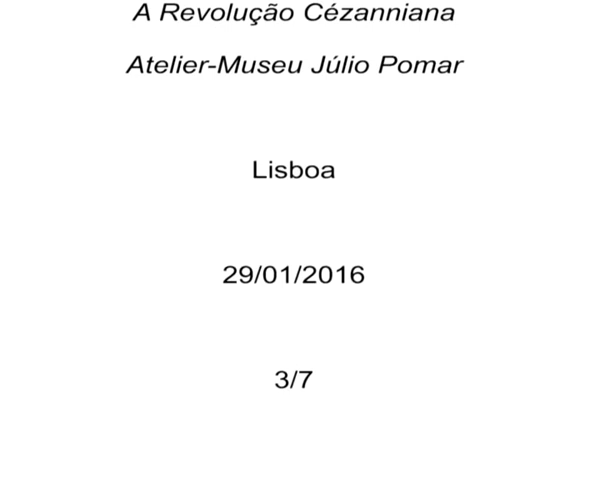 A Revolução Cézanniana
Atelier-Museu Júlio Pomar
Lisboa
29/01/2016
3/7